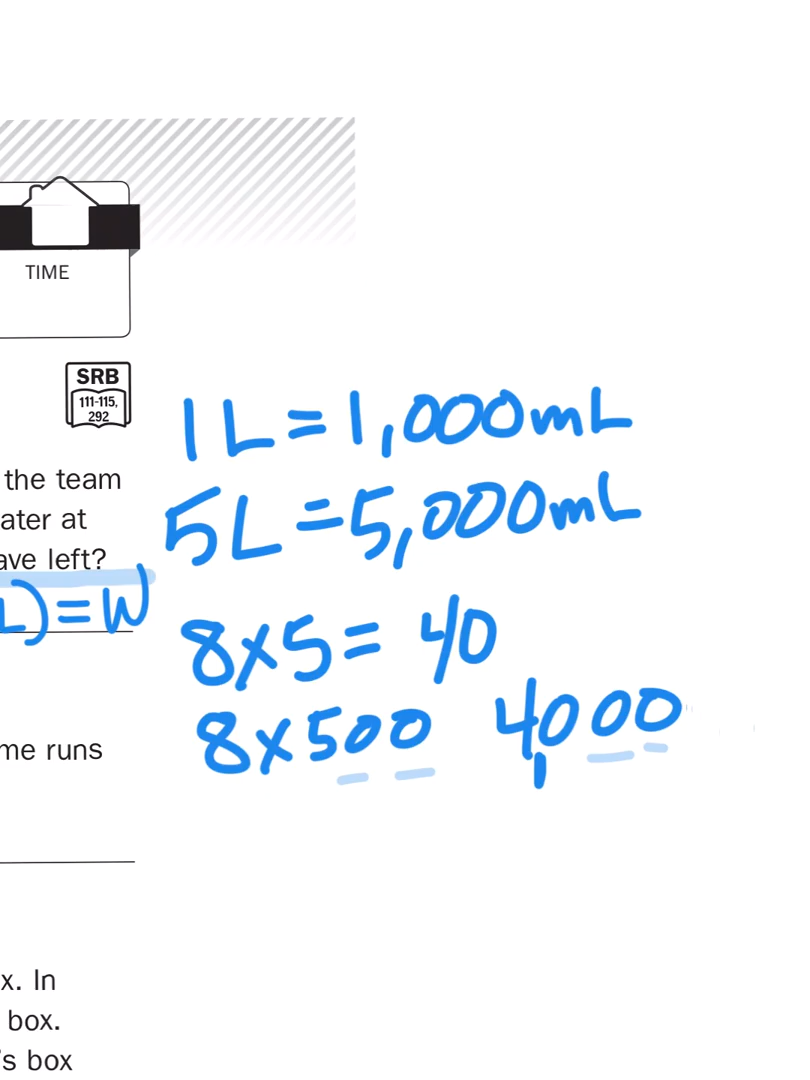 TIME
SRB
111-115,
292
1L=1,000mL
the team
5L=5,000mL
ater at
ave left?
L)=W
8x5= 40
8x500 4,000
me runs
x. In
box.
's box